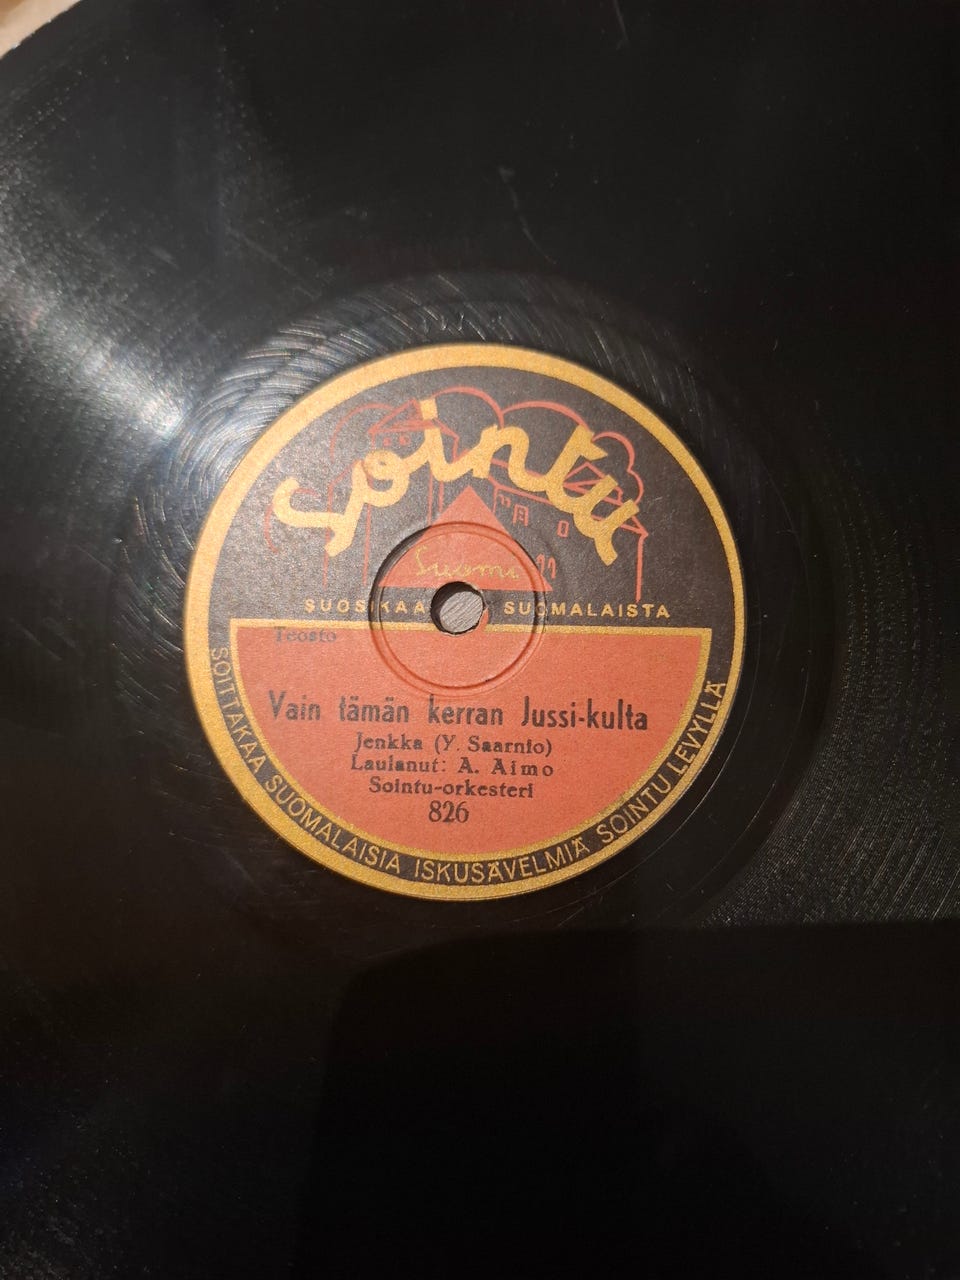 Sointu
Suomi
SUOSIKAA SUOMALAISTA
Teosto
Vain tämän kerran Jussi-kulta
Jenkka (Y. Saarnio)
Laulanut: A. Aimo
Sointu-orkesteri
826
SOITTAKAA SUOMALAISIA ISKUSÄVELMIÄ SOINTU LEVYLLÄ